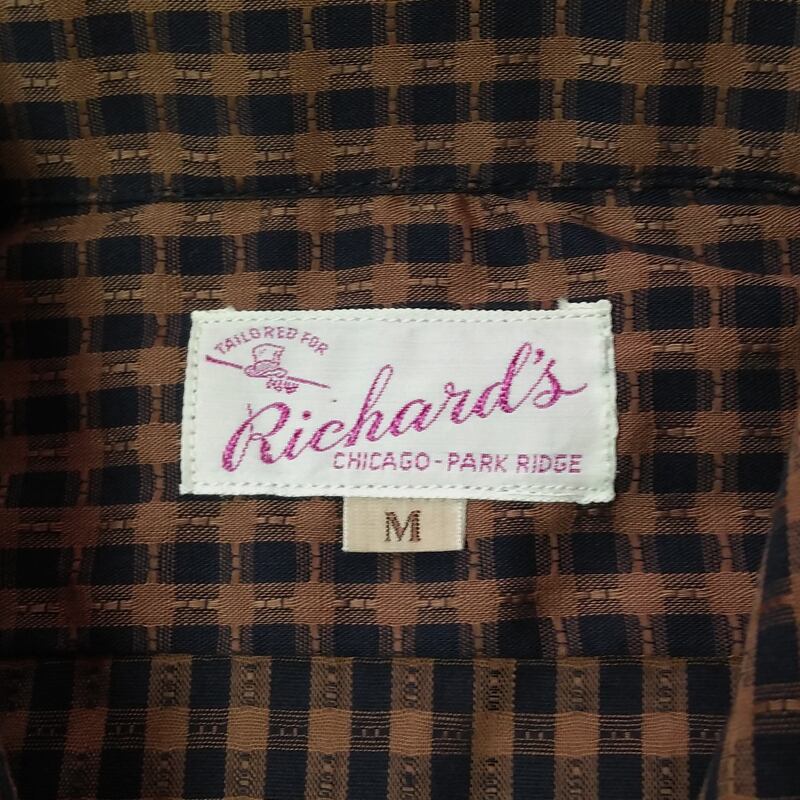 TAILORED FOR
Richard's
CHICAGO-PARK RIDGE
M